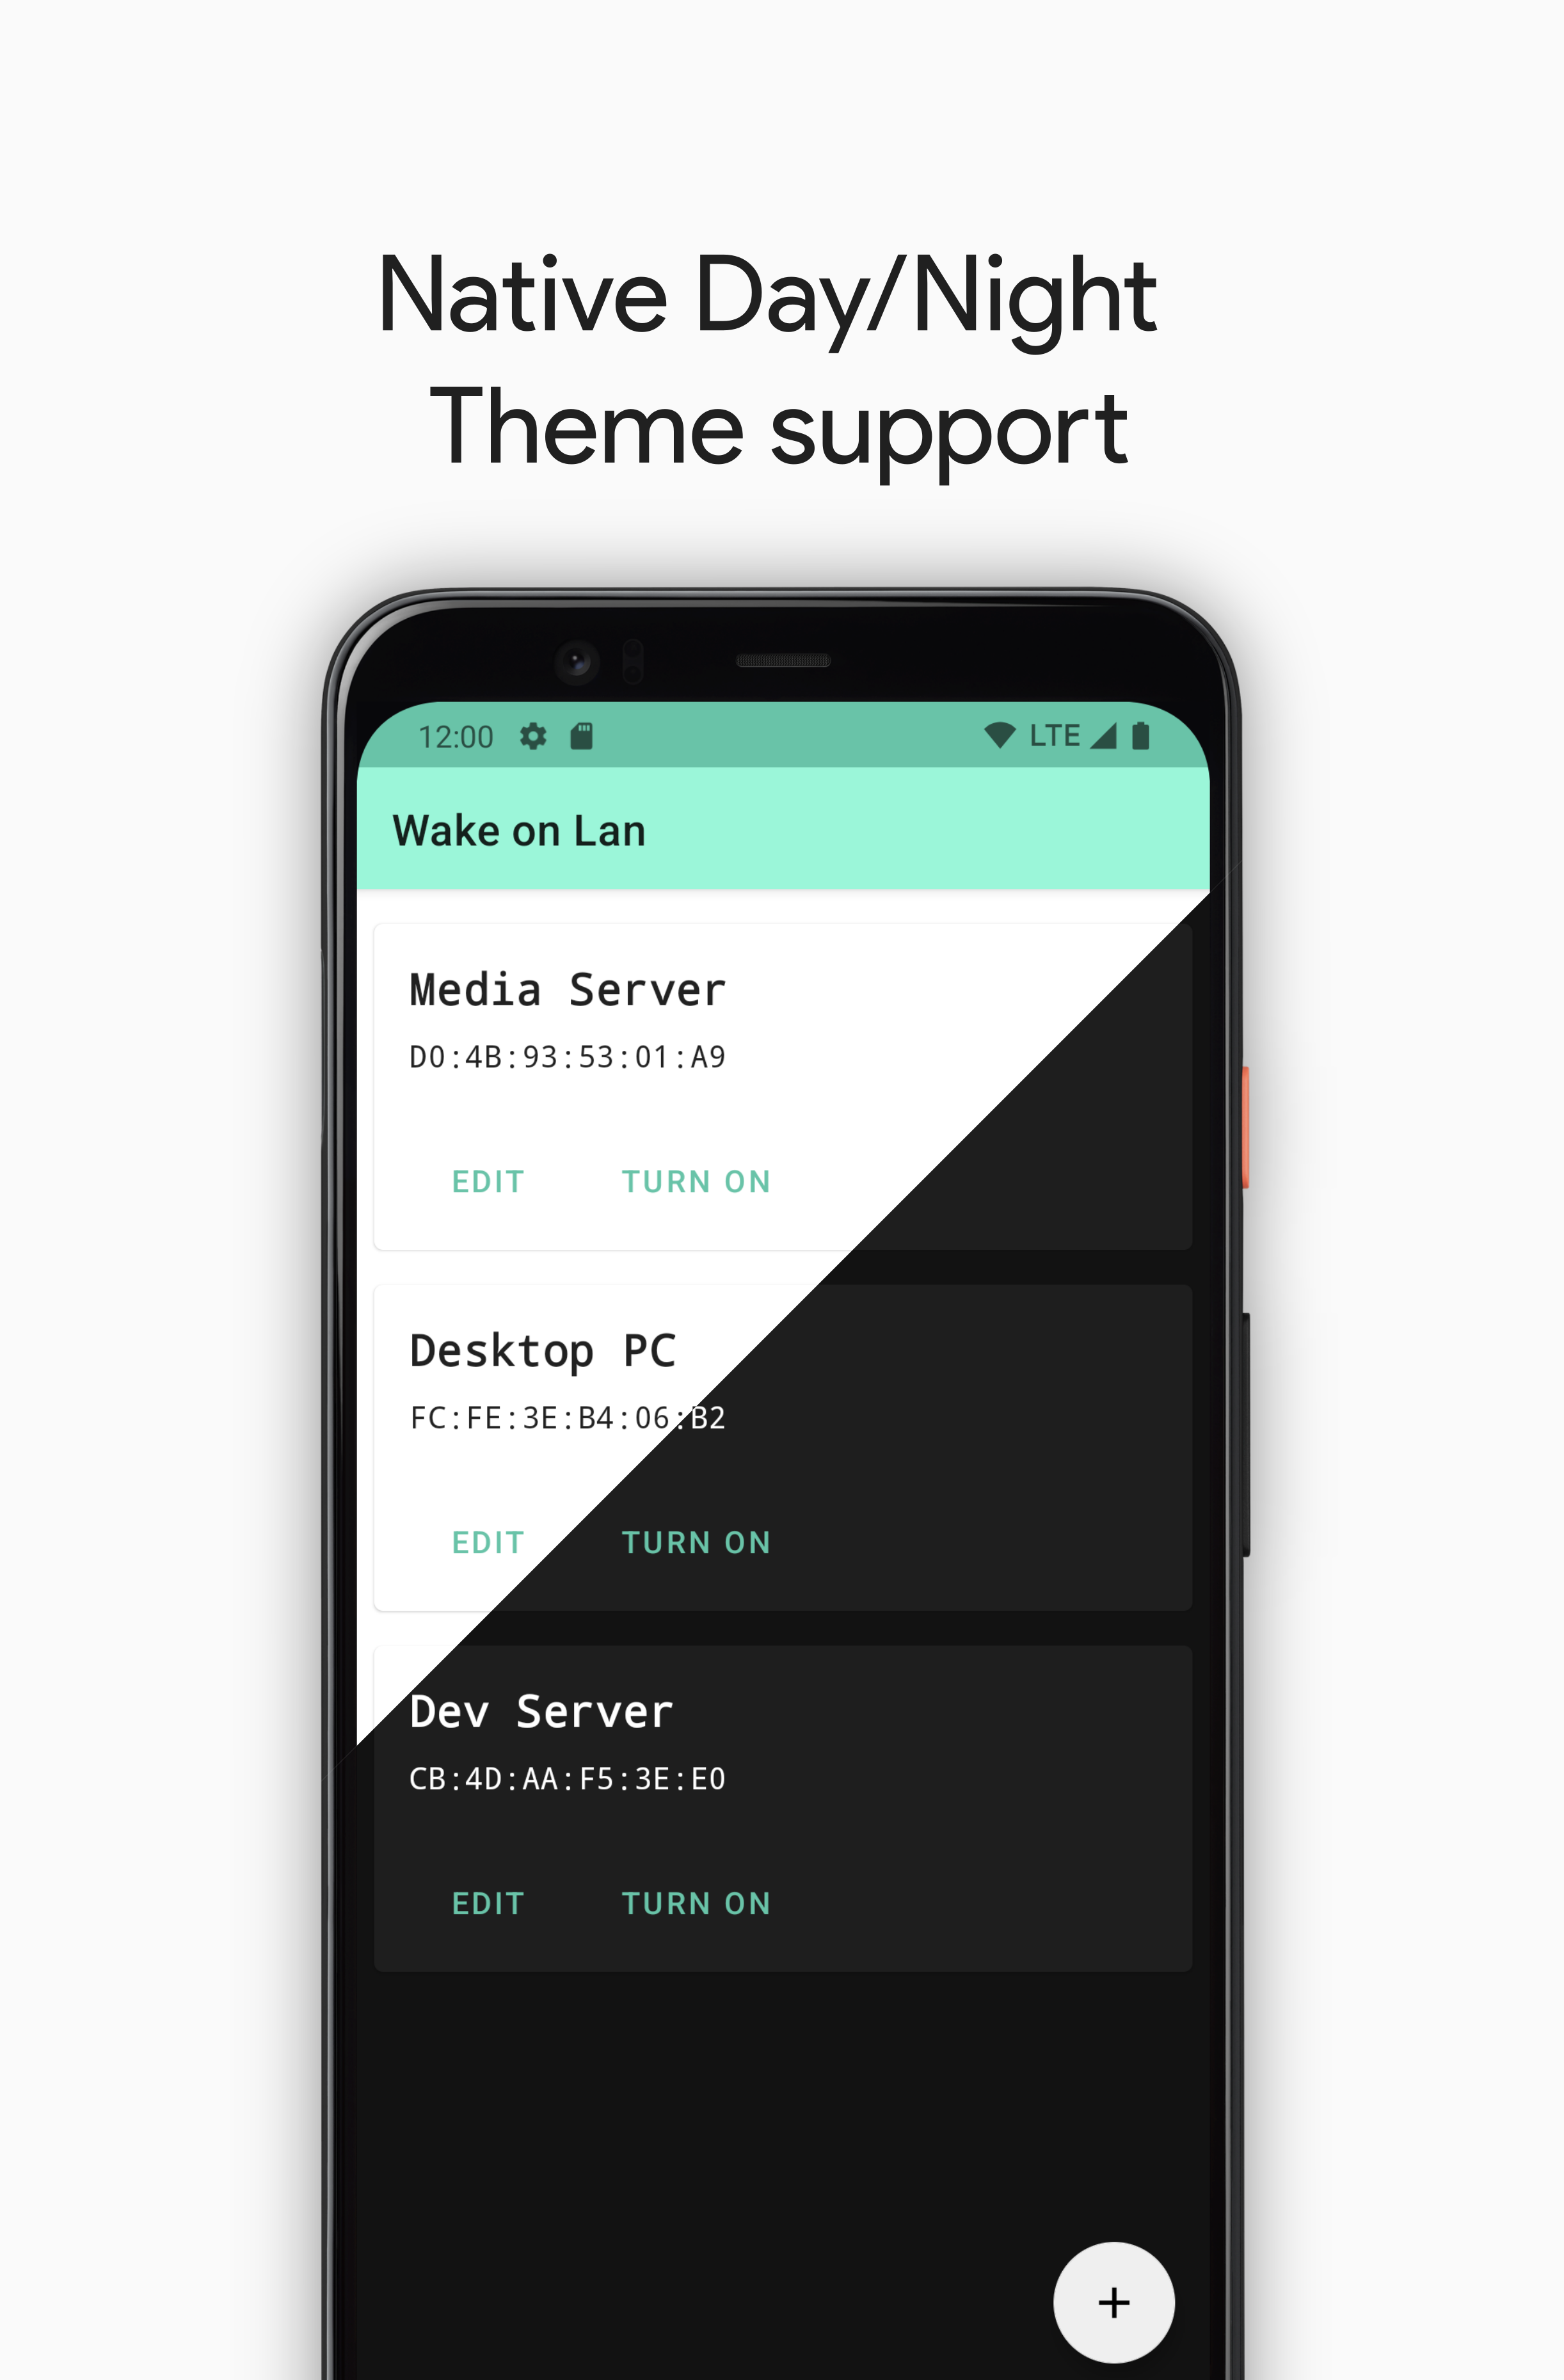 Native Day/Night
Theme support
12:00 LTE
Wake on Lan
Media Server
D0:4B:93:53:01:A9
EDIT TURN ON
Desktop PC
FC:FE:3E:B4:06:B2
EDIT TURN ON
Dev Server
CB:4D:AA:F5:3E:E0
EDIT TURN ON
+